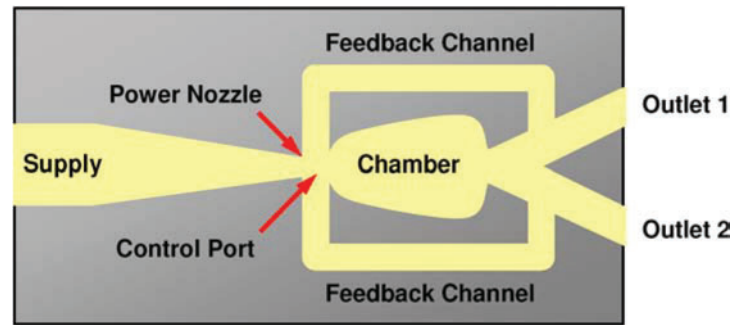 Feedback Channel
Power Nozzle
Outlet 1
Supply
Chamber
Control Port
Outlet 2
Feedback Channel